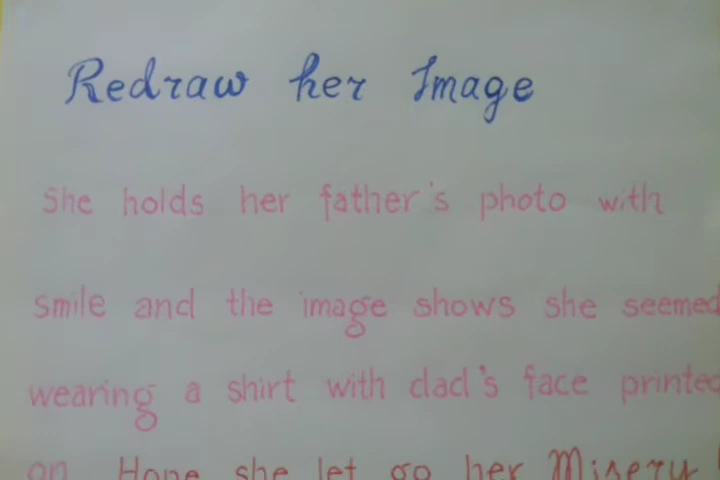 Redraw her Image
She holds her father's photo with
smile and the image shows she seemed
wearing a shirt with dad's face printed
on. Hope she let go her Misery!